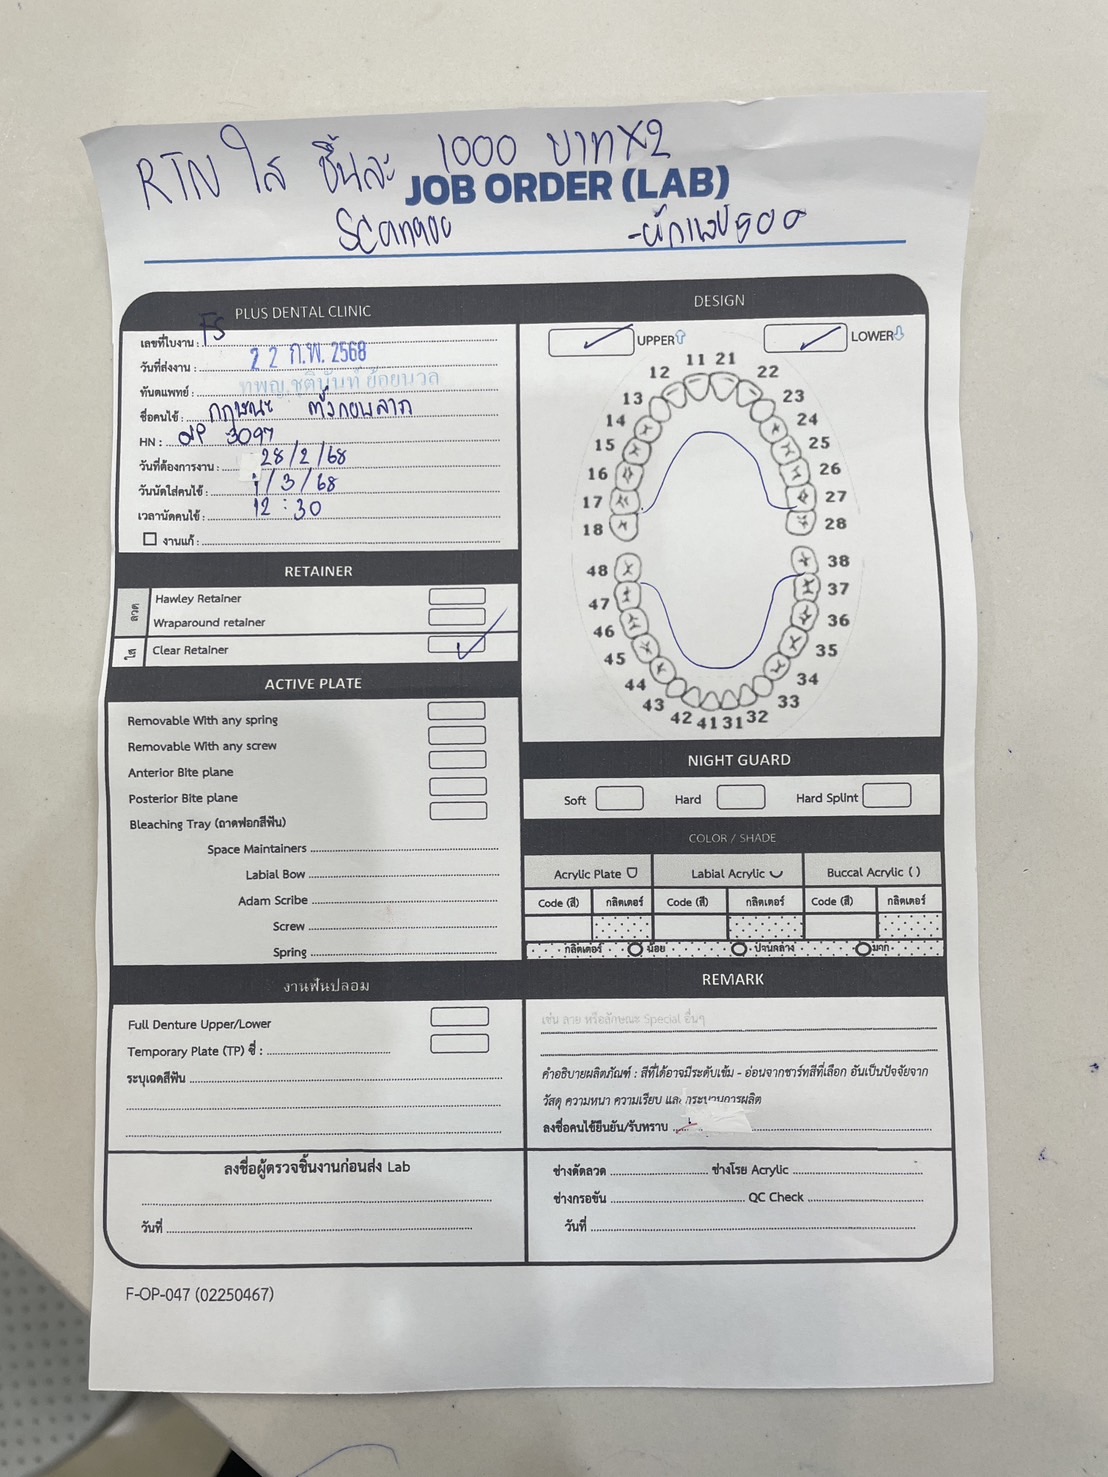 RTN ใส ชิ้นละ 1000 บาท X2
JOB ORDER (LAB)
Scanคอ
PLUS DENTAL CLINIC
เลขที่ใบงาน : FS
วันที่ส่งงาน : 22 ก.พ. 2568
ทันตแพทย์ : ทพญ.ชุตินันท์ ยักยนวล
ชื่อคนไข้ : กฤษณะ ตั้งกอบลาภ
HN : 3097
วันที่ต้องการงาน : 28/2/68
วันนัดใส่คนไข้ : 1/3/68
เวลานัดคนไข้ : 12:30
งานแก้ :
RETAINER
ลวด
Hawley Retainer
Wraparound retainer
ใส
Clear Retainer
ACTIVE PLATE
Removable With any spring
Removable With any screw
Anterior Bite plane
Posterior Bite plane
Bleaching Tray (ถาดฟอกสีฟัน)
Space Maintainers
Labial Bow
Adam Scribe
Screw
Spring
งานฟันปลอม
Full Denture Upper/Lower
Temporary Plate (TP) ซี่ :
ระบุเฉดสีฟัน
ลงชื่อผู้ตรวจชิ้นงานก่อนส่ง Lab
วันที่
DESIGN
UPPER LOWER
11 21
12 22
13 23
14 24
15 25
16 26
17 27
18 28
48 38
47 37
46 36
45 35
44 34
43 33
42 41 31 32
NIGHT GUARD
Soft Hard Hard Splint
COLOR / SHADE
Acrylic Plate Labial Acrylic Buccal Acrylic ( )
Code (สี) กลิตเตอร์ Code (สี) กลิตเตอร์ Code (สี) กลิตเตอร์
กลิตเตอร์ น้อย ปานกลาง มาก
REMARK
เช่น ลาย หรือลักษณะ Special อื่นๆ
คำอธิบายผลิตภัณฑ์ : สีที่ได้อาจมีระดับเข้ม - อ่อนจากชาร์ทสีที่เลือก อันเป็นปัจจัยจาก
วัสดุ ความหนา ความเรียบ และกระบวนการผลิต
ลงชื่อคนไข้ยืนยัน/รับทราบ
ช่างดัดลวด ช่างโรย Acrylic
ช่างกรอขัน QC Check
วันที่
F-OP-047 (02250467)